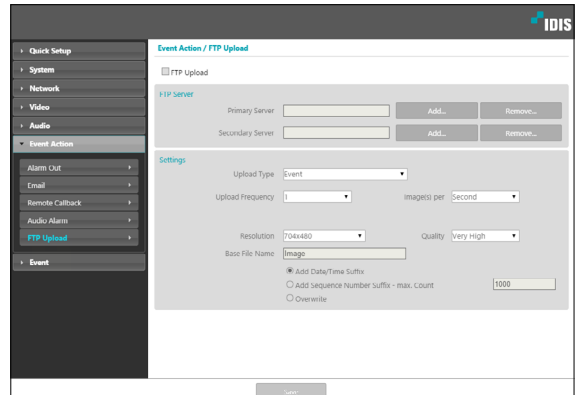 IDIS
Quick Setup
System
Network
Video
Audio
Event Action
Alarm Out
Email
Remote Callback
Audio Alarm
FTP Upload
Event
Event Action / FTP Upload
FTP Upload
FTP Server
Primary Server Add... Remove...
Secondary Server Add... Remove...
Settings
Upload Type Event
Upload Frequency 1 Image(s) per Second
Resolution 704x480 Quality Very High
Base File Name Image
Add Date/Time Suffix
Add Sequence Number Suffix - max. Count 1000
Overwrite
Save